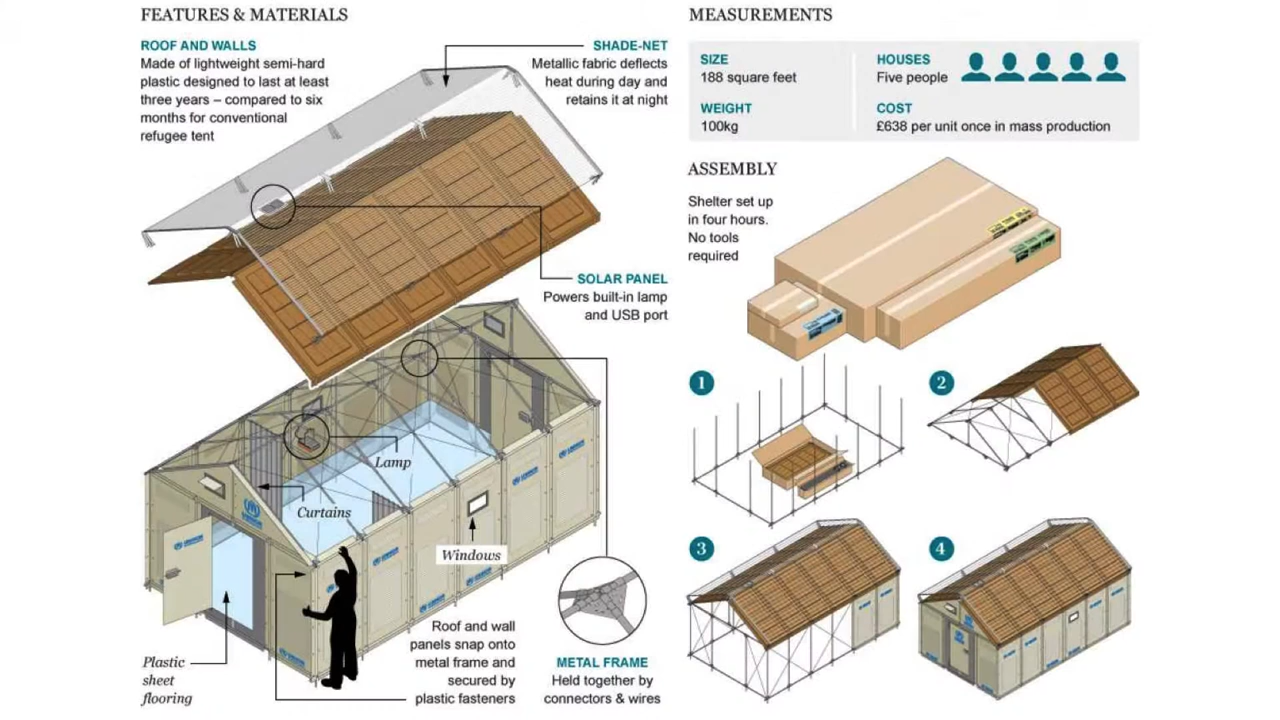 FEATURES & MATERIALS
ROOF AND WALLS
Made of lightweight semi-hard
plastic designed to last at least
three years – compared to six
months for conventional
refugee tent
SHADE-NET
Metallic fabric deflects
heat during day and
retains it at night
SOLAR PANEL
Powers built-in lamp
and USB port
Lamp
Curtains
Windows
Plastic
sheet
flooring
Roof and wall
panels snap onto
metal frame and
secured by
plastic fasteners
METAL FRAME
Held together by
connectors & wires
MEASUREMENTS
SIZE
188 square feet
HOUSES
Five people
WEIGHT
100kg
COST
£638 per unit once in mass production
ASSEMBLY
Shelter set up
in four hours.
No tools
required
1
2
3
4